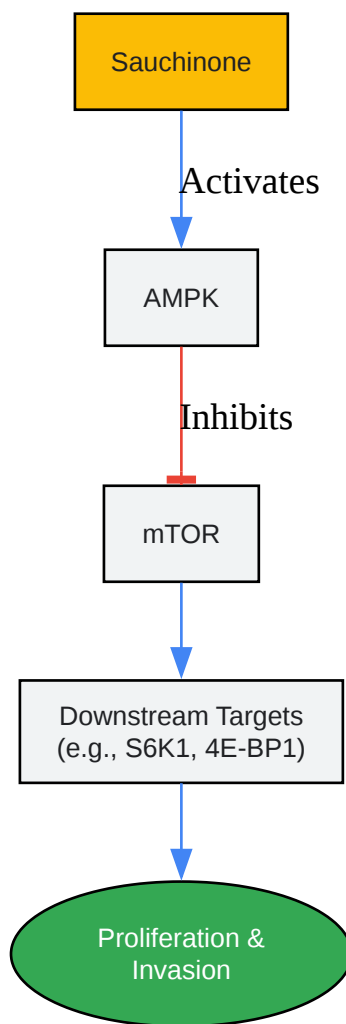 Sauchinone
Activates
AMPK
Inhibits
mTOR
Downstream Targets
(e.g., S6K1, 4E-BP1)
Proliferation &
Invasion